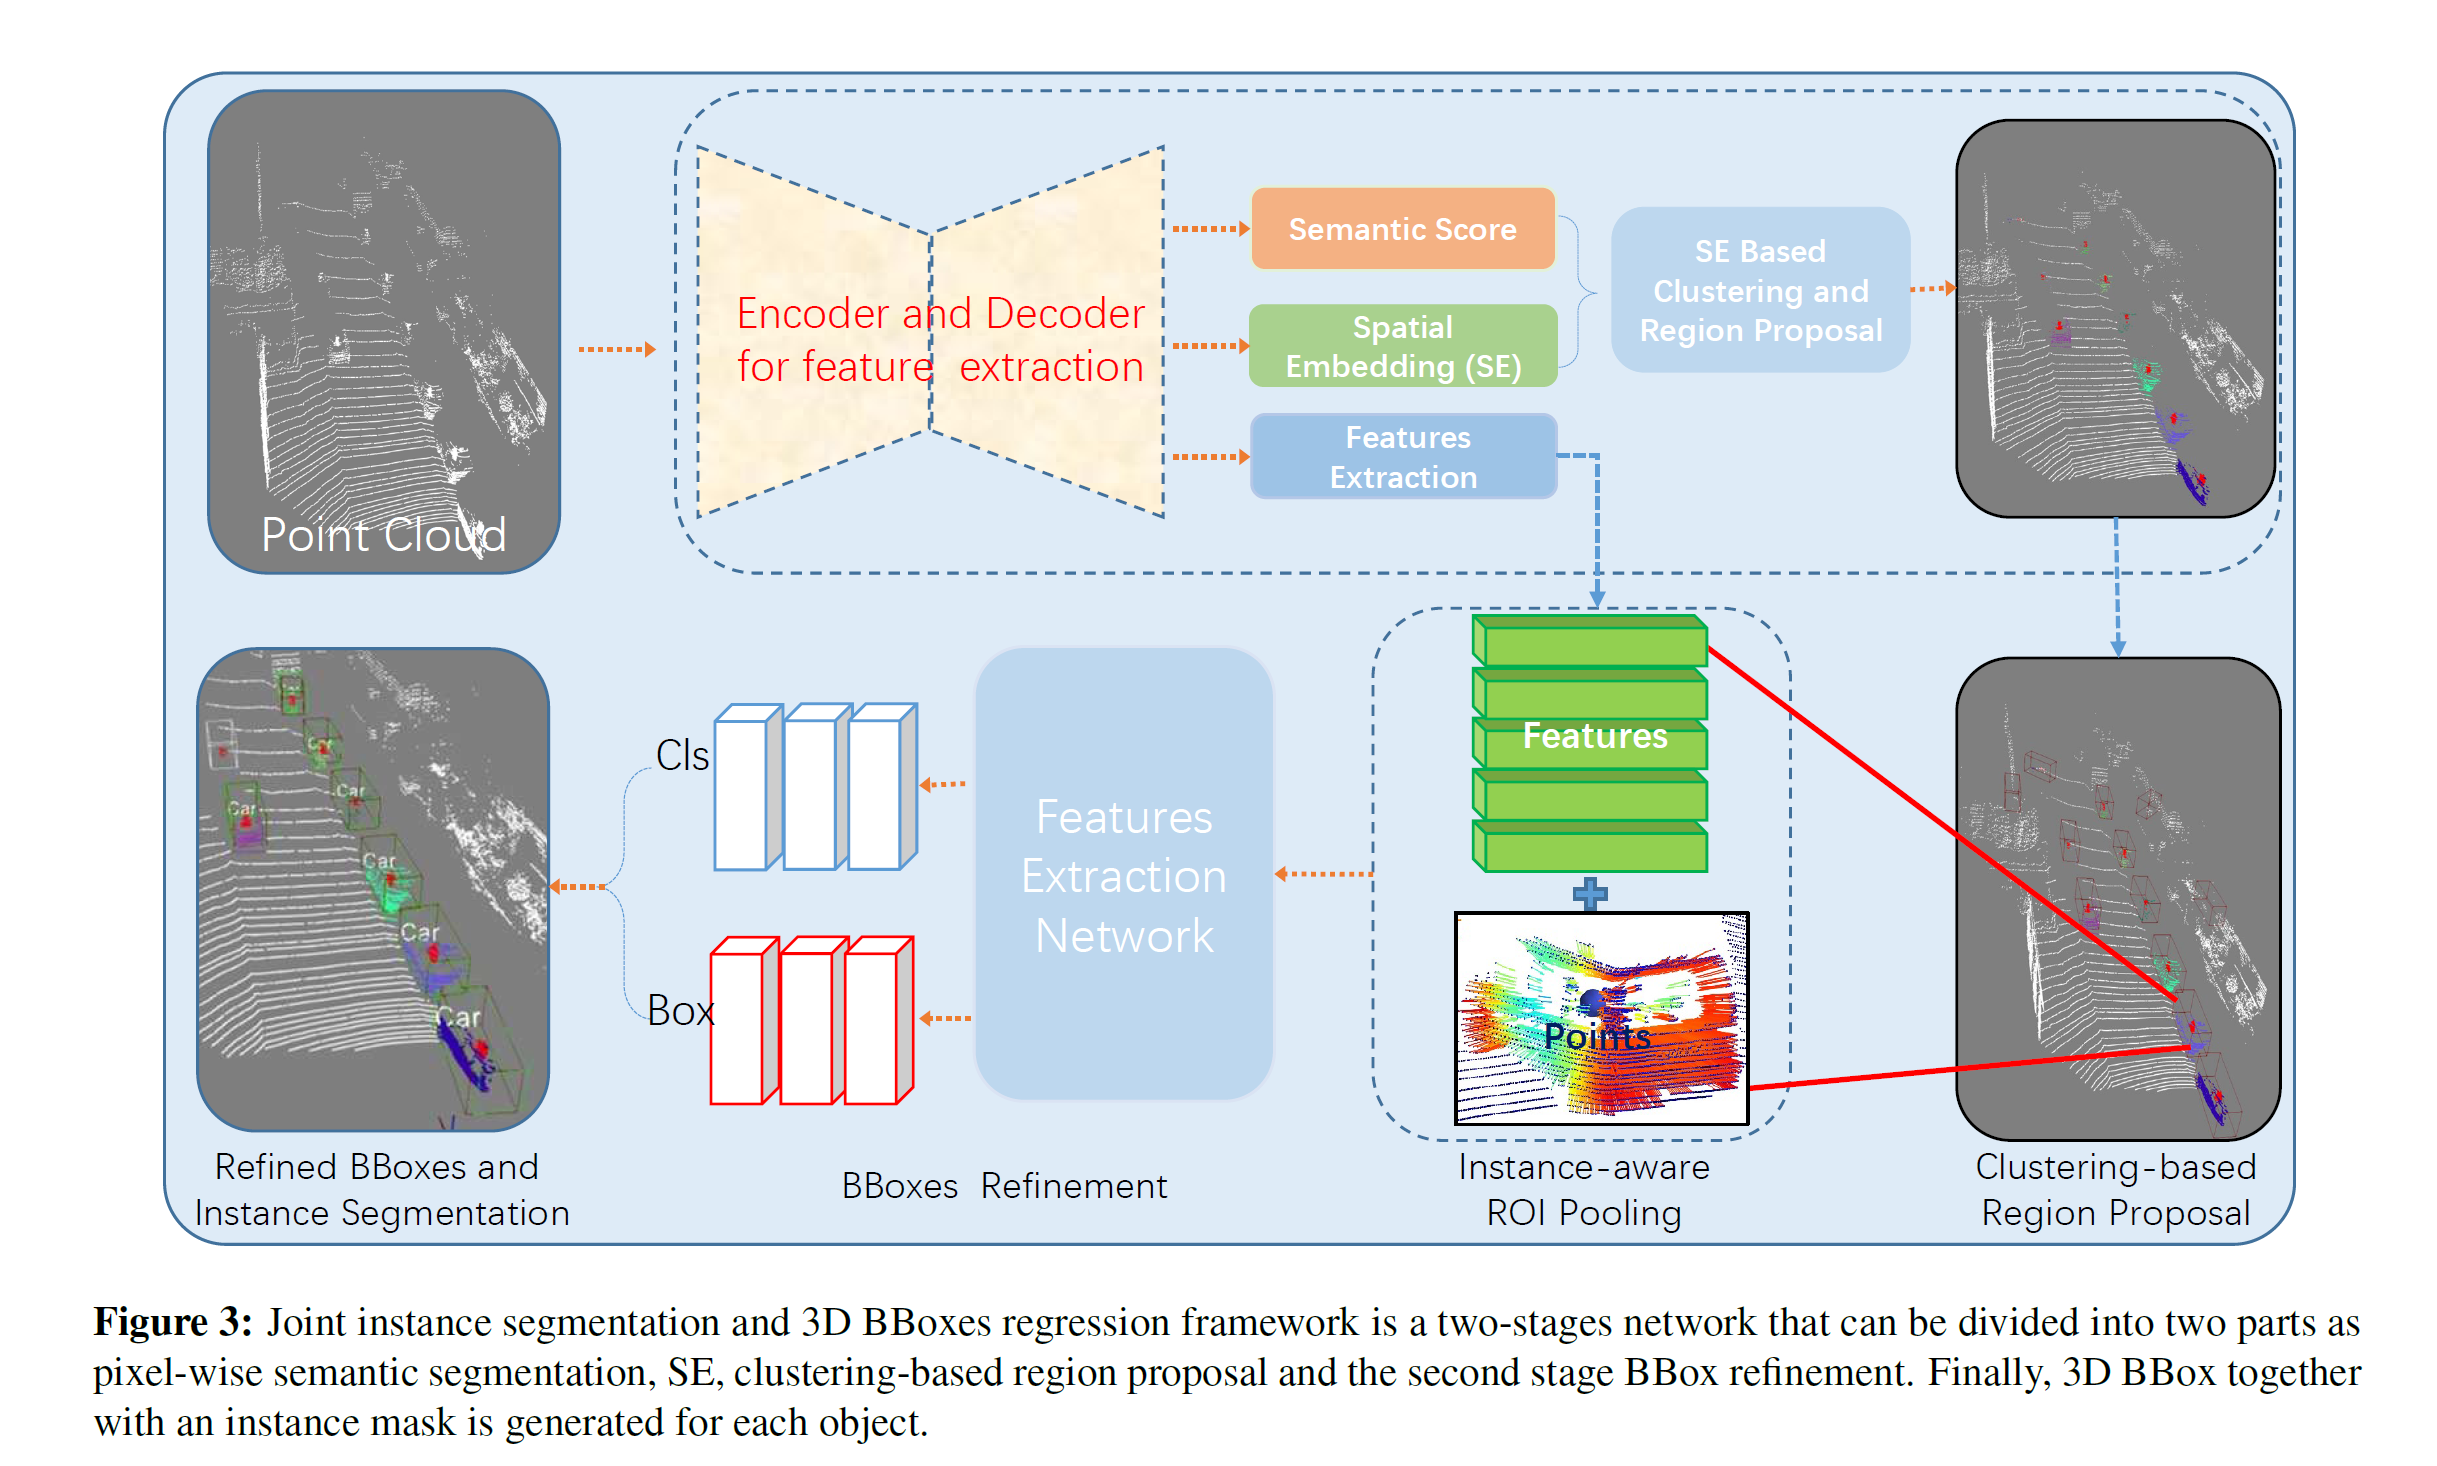 Point Cloud
Encoder and Decoder
for feature extraction
Semantic Score
Spatial
Embedding (SE)
Features
Extraction
SE Based
Clustering and
Region Proposal
Car
Car
Car
Car
Car
Car
Car
Refined BBoxes and
Instance Segmentation
Cls
Box
BBoxes Refinement
Features
Extraction
Network
Features
Points
Instance-aware
ROI Pooling
Clustering-based
Region Proposal
Figure 3: Joint instance segmentation and 3D BBoxes regression framework is a two-stages network that can be divided into two parts as
pixel-wise semantic segmentation, SE, clustering-based region proposal and the second stage BBox refinement. Finally, 3D BBox together
with an instance mask is generated for each object.